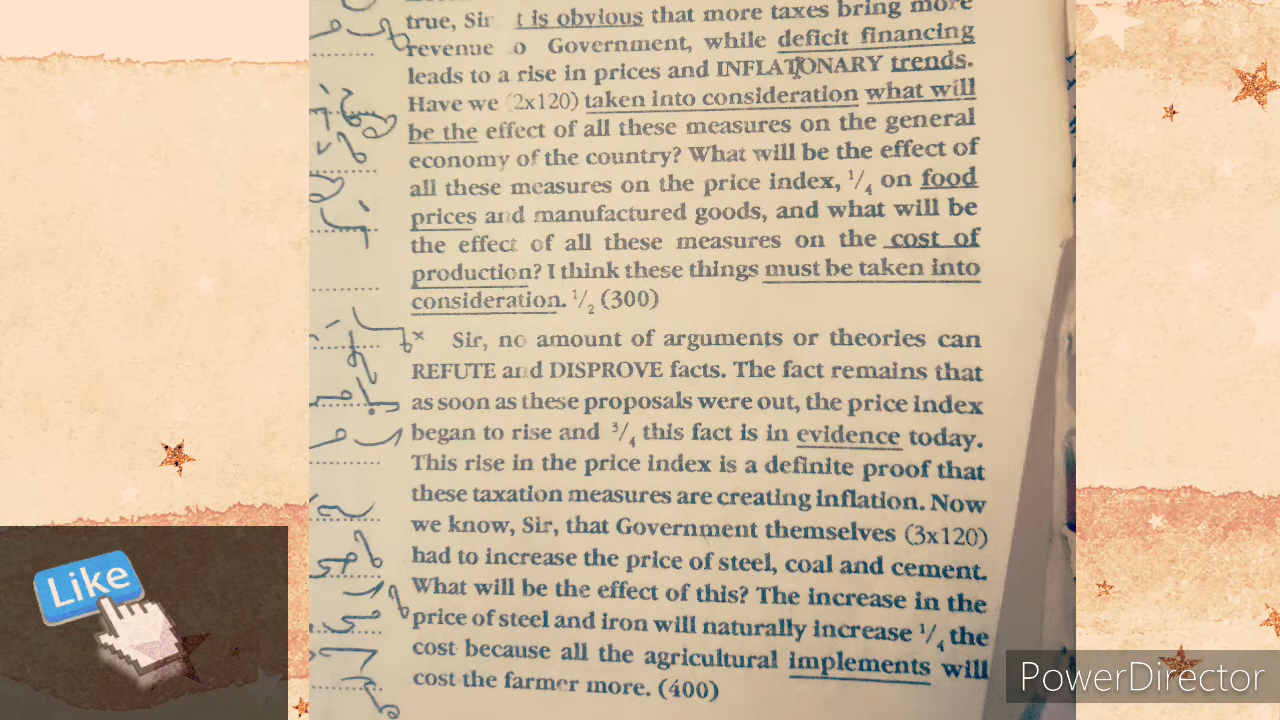 true, Sir t is obvious that more taxes bring more
revenue o Government, while deficit financing
leads to a rise in prices and INFLATIONARY trends.
Have we (2x120) taken into consideration what will
be the effect of all these measures on the general
economy of the country? What will be the effect of
all these measures on the price index, 1/4 on food
prices and manufactured goods, and what will be
the effect of all these measures on the cost of
production? I think these things must be taken into
consideration. 1/2 (300)
× Sir, no amount of arguments or theories can
REFUTE and DISPROVE facts. The fact remains that
as soon as these proposals were out, the price index
began to rise and 3/4 this fact is in evidence today.
This rise in the price index is a definite proof that
these taxation measures are creating inflation. Now
we know, Sir, that Government themselves (3x120)
had to increase the price of steel, coal and cement.
What will be the effect of this? The increase in the
price of steel and iron will naturally increase 1/4 the
cost because all the agricultural implements will
cost the farmer more. (400)
Like
PowerDirector